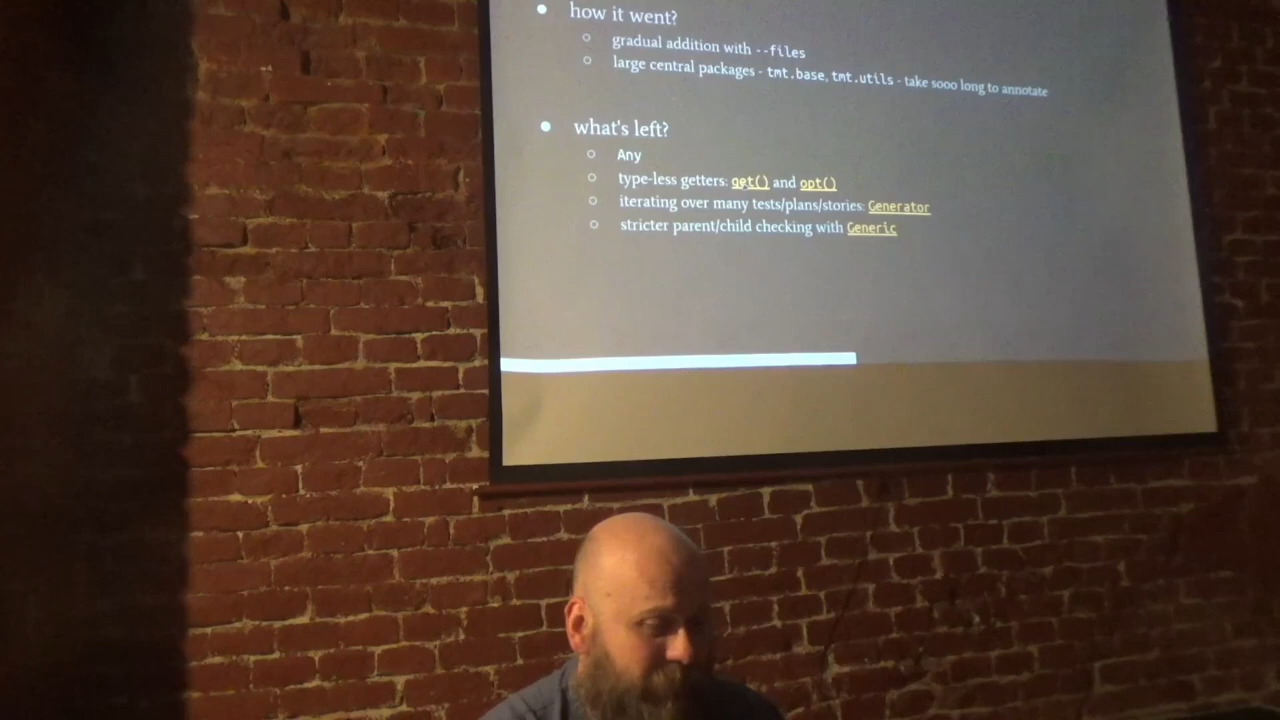 how it went?
gradual addition with --files
large central packages - tmt.base, tmt.utils - take sooo long to annotate
what's left?
Any
type-less getters: get() and opt()
iterating over many tests/plans/stories: Generator
stricter parent/child checking with Generic